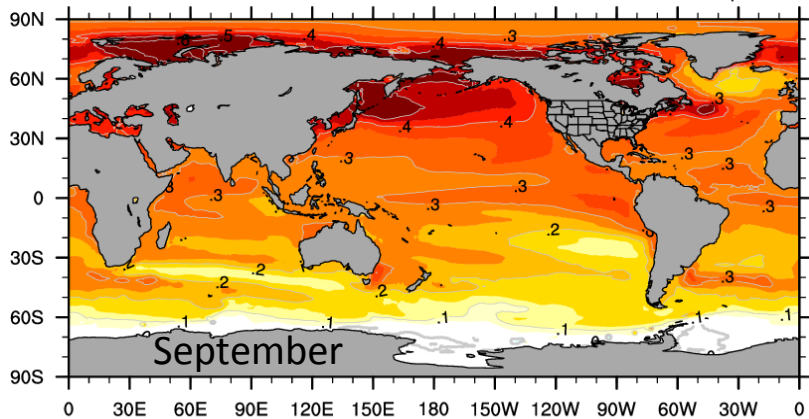 90N
60N
30N
0
30S
60S
90S
.6 .5 .4 .4 .3
.3
.4 .4
.3 .3 .3
.3 .3 .3 .3
.2
.2 .2 .2 .3
.1 .1 .1 .1 .1 .1
September
0 30E 60E 90E 120E 150E 180 150W 120W 90W 60W 30W 0